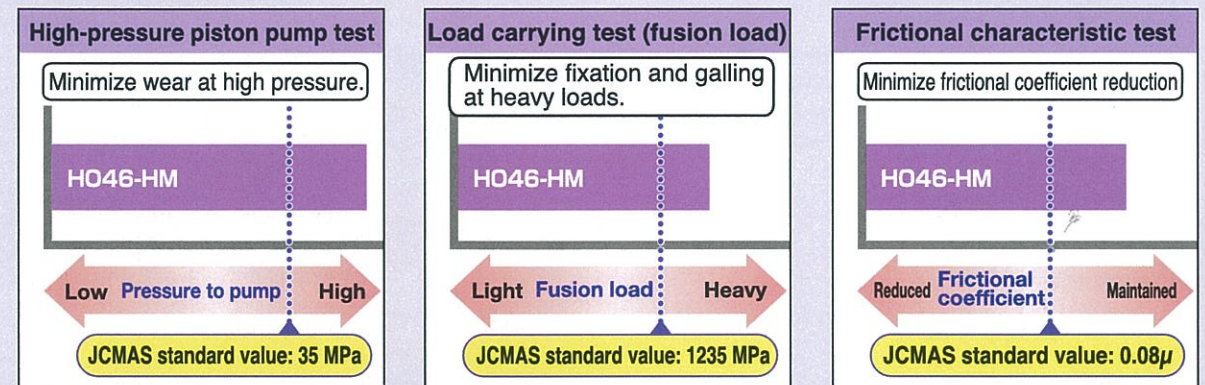 High-pressure piston pump test
Minimize wear at high pressure.
HO46-HM
Low Pressure to pump High
JCMAS standard value: 35 MPa
Load carrying test (fusion load)
Minimize fixation and galling
at heavy loads.
HO46-HM
Light Fusion load Heavy
JCMAS standard value: 1235 MPa
Frictional characteristic test
Minimize frictional coefficient reduction
HO46-HM
Reduced Frictional
coefficient Maintained
JCMAS standard value: 0.08μ